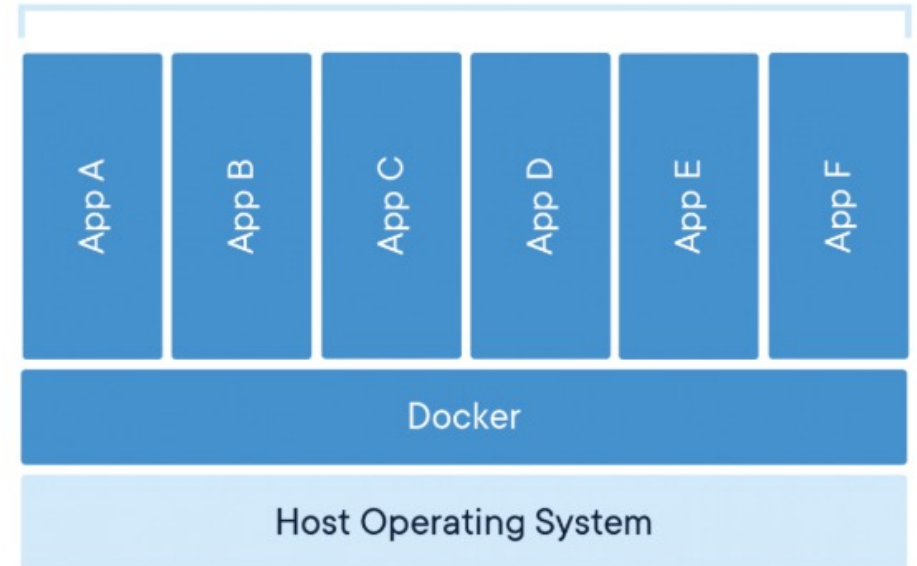 App A
App B
App C
App D
App E
App F
Docker
Host Operating System